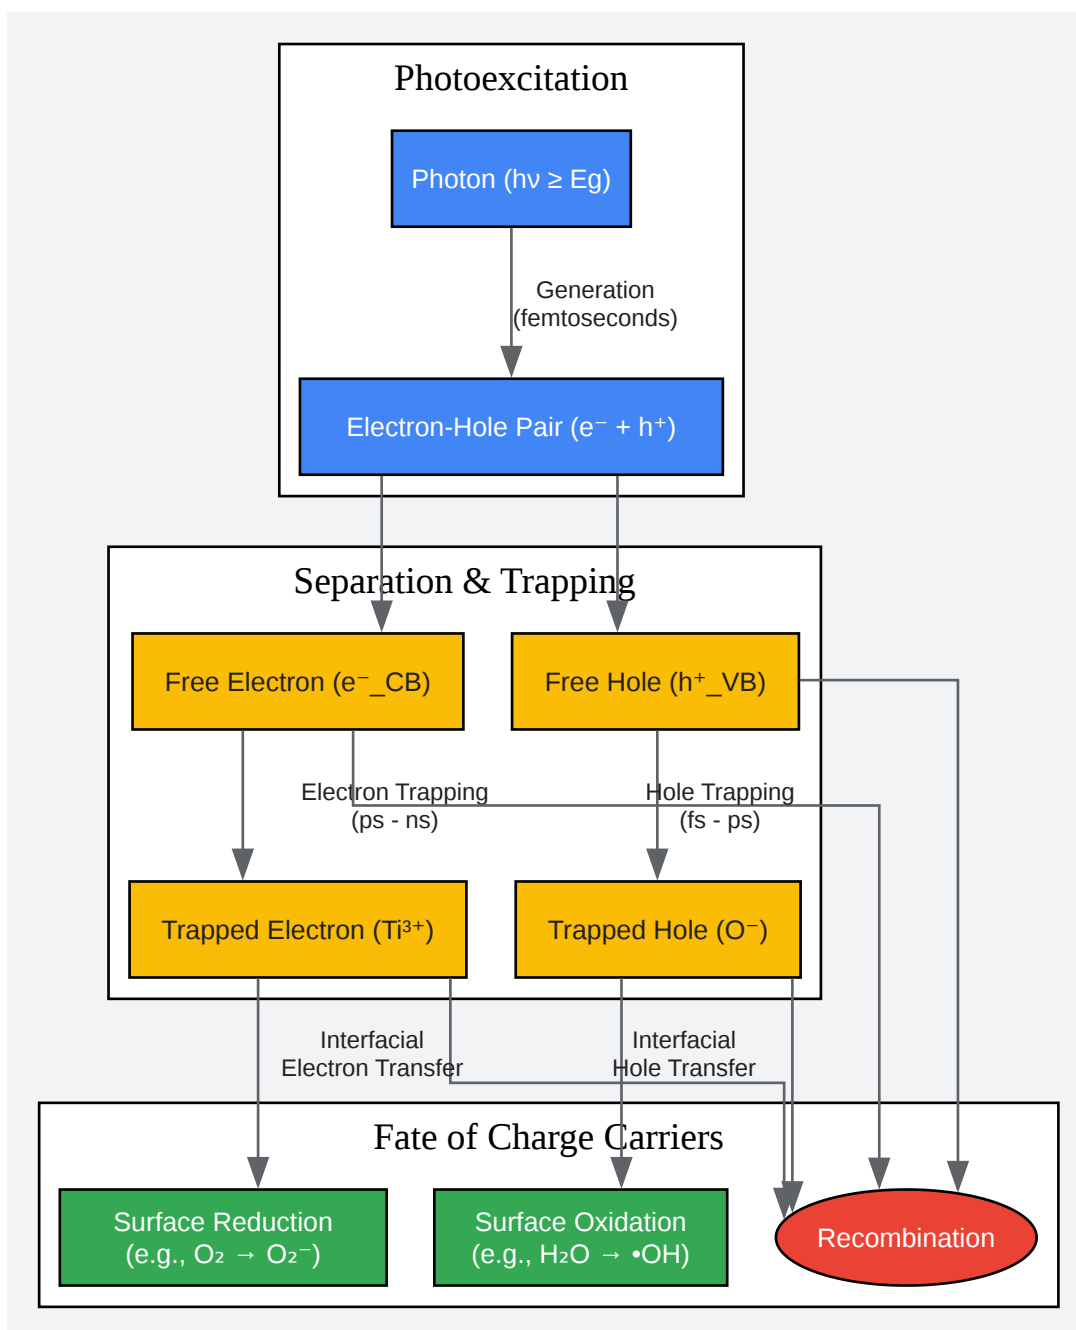 Photoexcitation
Photon (hν ≥ Eg)
Generation
(femtoseconds)
Electron-Hole Pair (e⁻ + h⁺)
Separation & Trapping
Free Electron (e⁻_CB)
Free Hole (h⁺_VB)
Electron Trapping
(ps - ns)
Hole Trapping
(fs - ps)
Trapped Electron (Ti³⁺)
Trapped Hole (O⁻)
Interfacial
Electron Transfer
Interfacial
Hole Transfer
Fate of Charge Carriers
Surface Reduction
(e.g., O₂ → O₂⁻)
Surface Oxidation
(e.g., H₂O → •OH)
Recombination